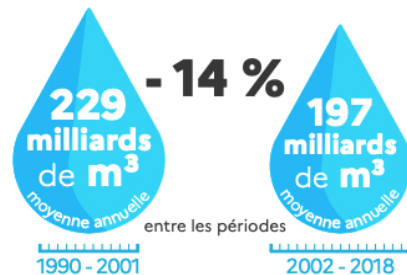 229
milliards
de m³
moyenne annuelle
- 14 %
197
milliards
de m³
moyenne annuelle
entre les périodes
1990 - 2001
2002 - 2018